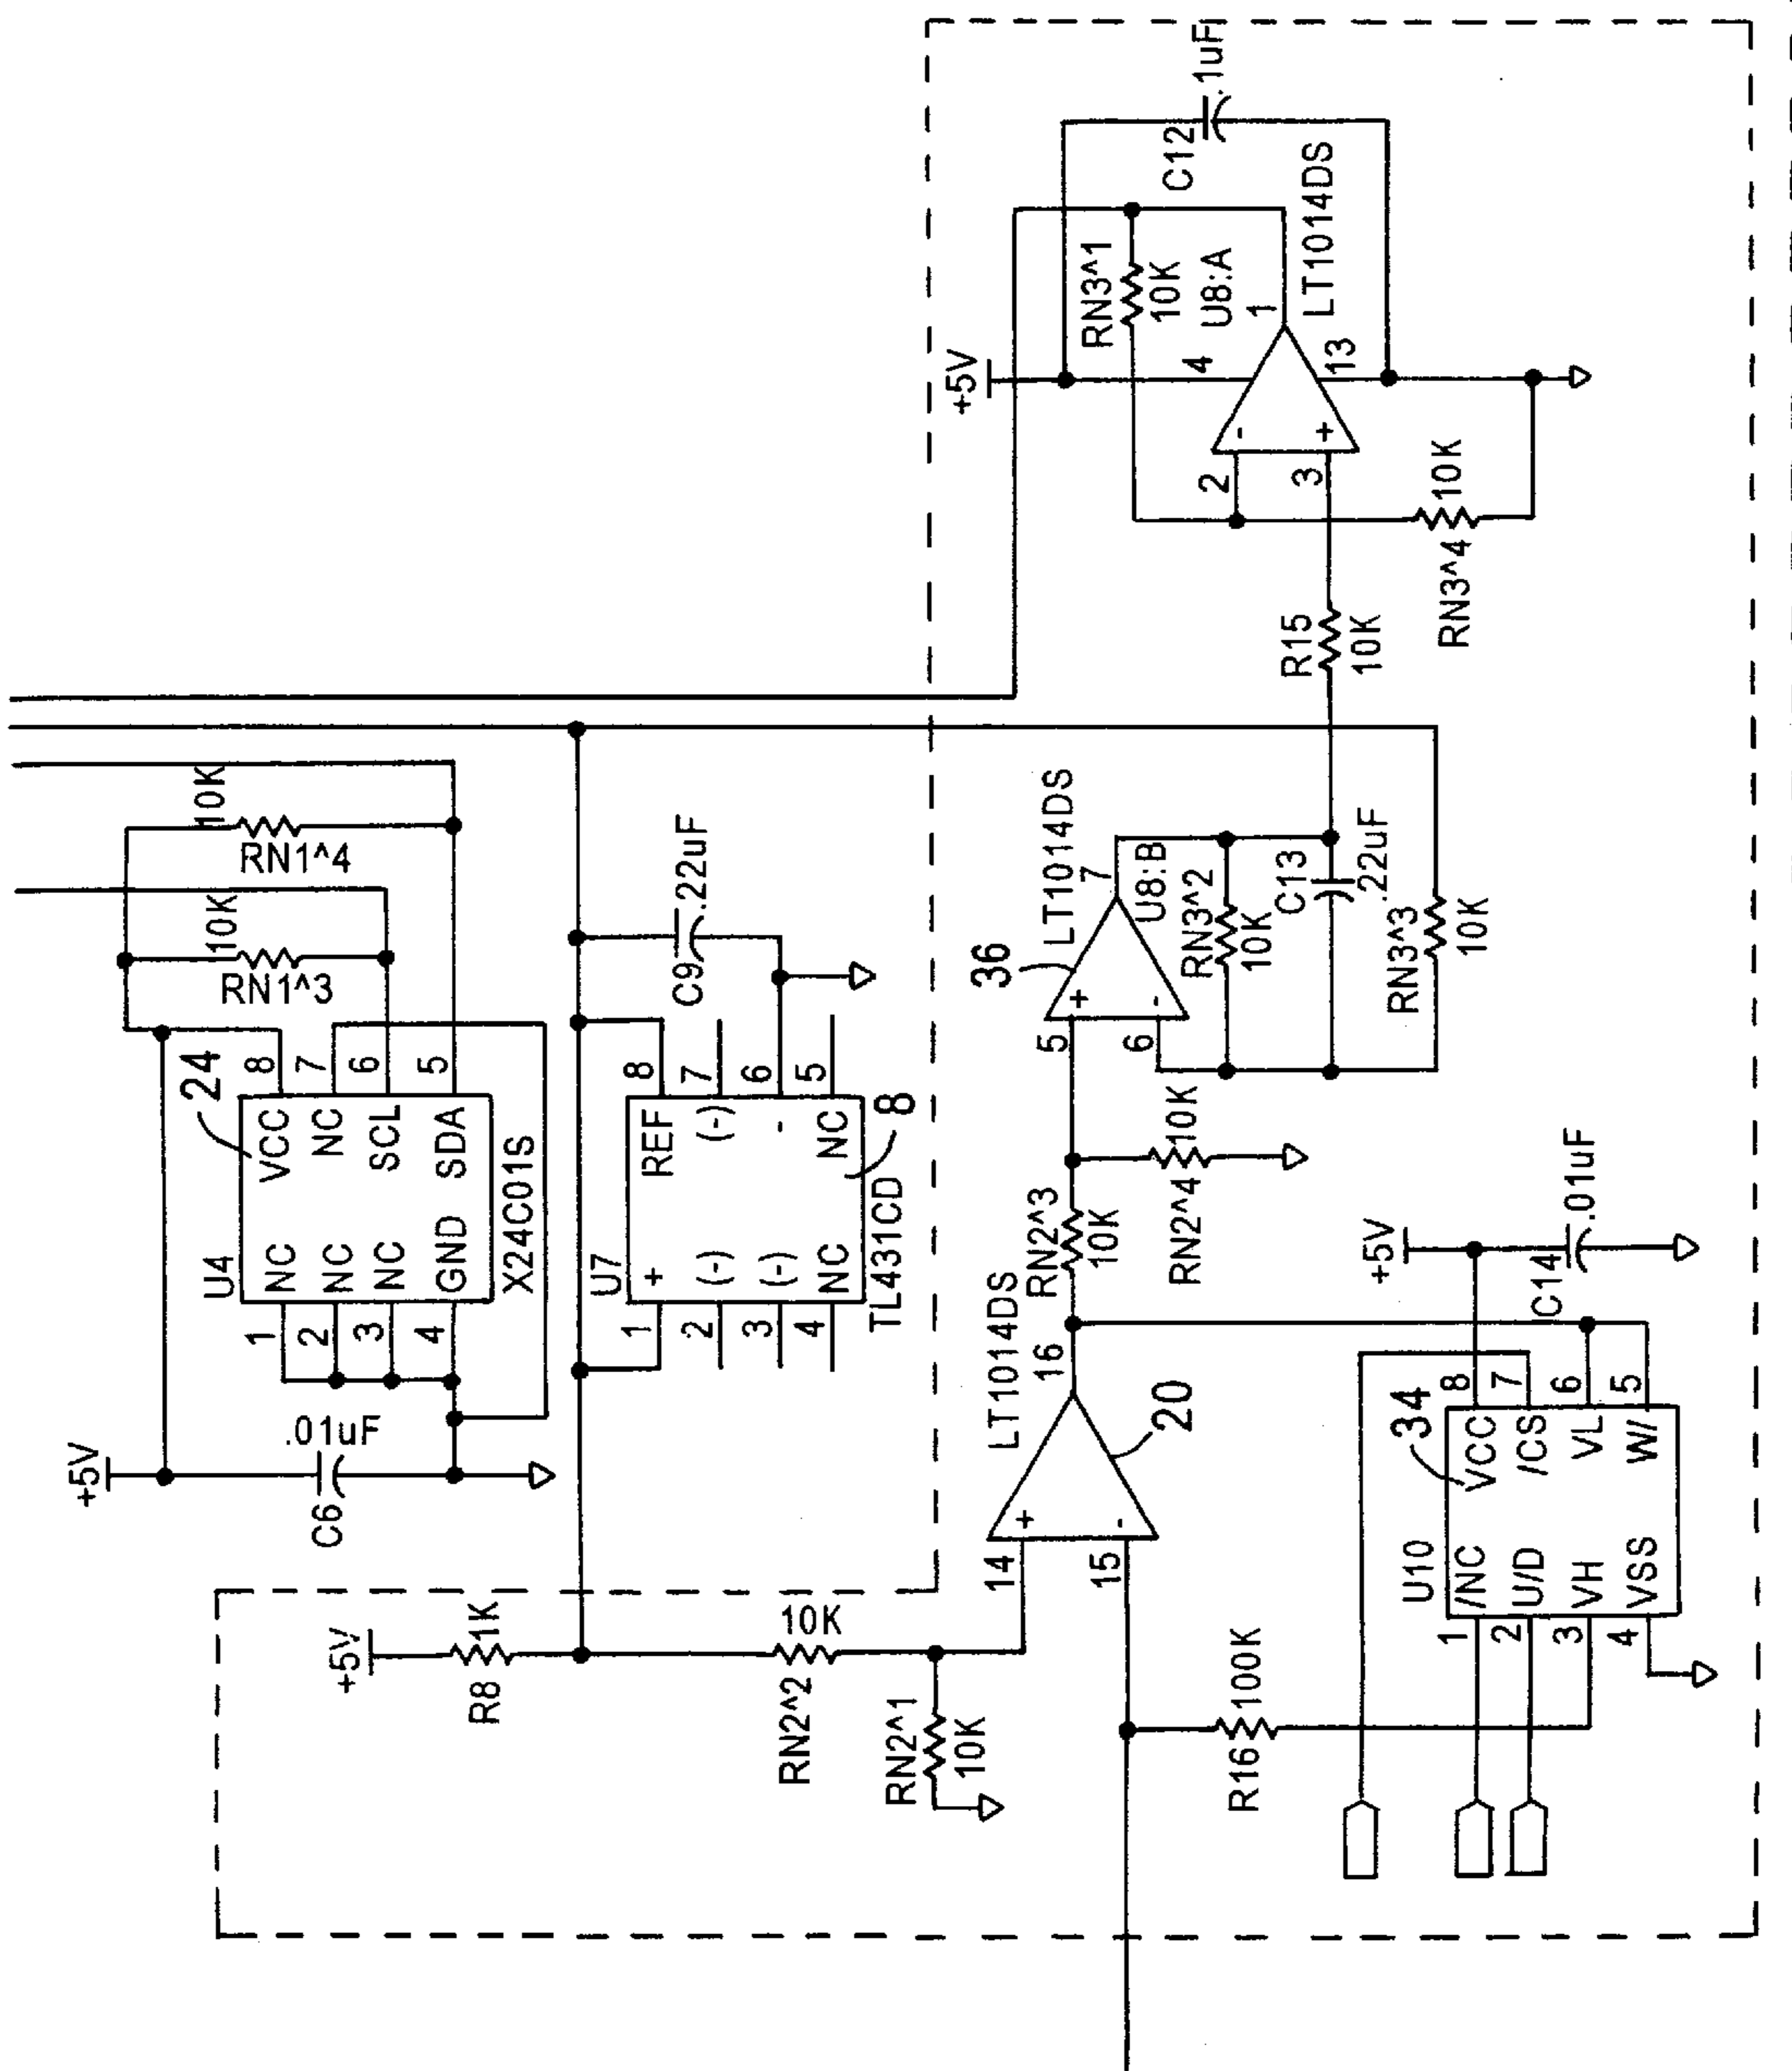 +5V
C6
.01uF
U4
24
1
2
3
4
NC
NC
NC
GND
VCC
NC
SCL
SDA
8
7
6
5
X24C01S
RN1^3
10K
RN1^4
10K
+5V
R8
1K
U7
1
2
3
4
+
(-)
(-)
NC
REF
(-)
-
NC
8
7
6
5
TL431CD
8
C9
.22uF
RN2^2
10K
RN2^1
10K
14
15
+
-
16
LT1014DS
20
RN2^3
10K
RN2^4
10K
R16
100K
U10
34
1
2
3
4
/NC
U/D
VH
VSS
VCC
/CS
VL
W/
8
7
6
5
+5V
C14
.01uF
36
5
6
+
-
7
LT1014DS
U8:B
RN3^2
10K
C13
.22uF
RN3^3
10K
R15
10K
+5V
2
3
-
+
4
13
1
U8:A
LT1014DS
RN3^1
10K
RN3^4
10K
C12
.1uF